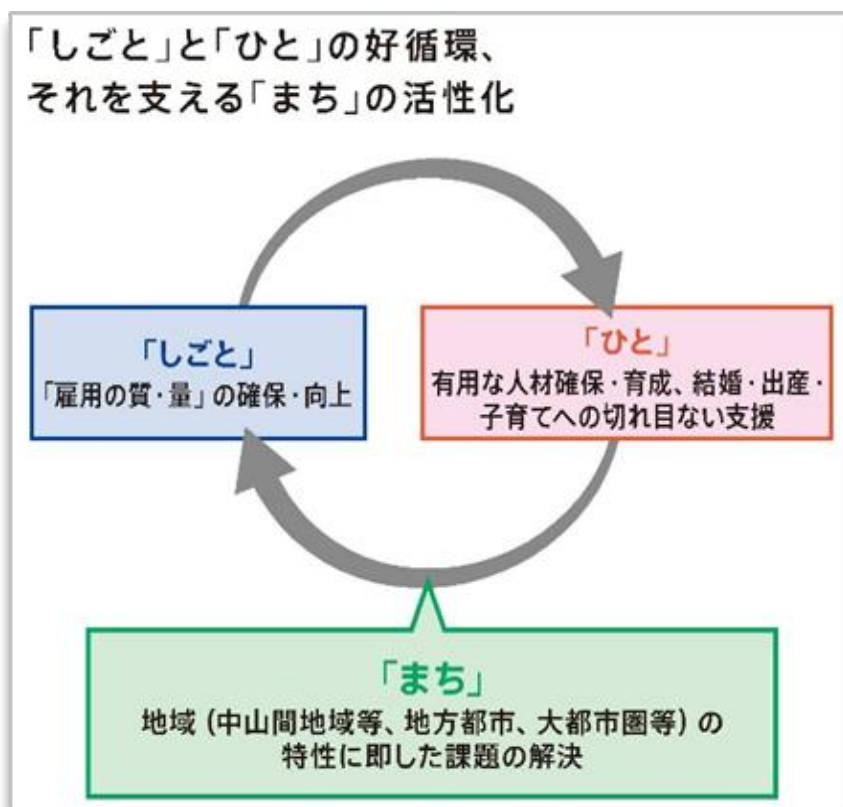 「しごと」と「ひと」の好循環、
それを支える「まち」の活性化
「しごと」
「雇用の質・量」の確保・向上
「ひと」
有用な人材確保・育成、結婚・出産・
子育てへの切れ目ない支援
「まち」
地域 (中山間地域等、地方都市、大都市圏等) の
特性に即した課題の解決